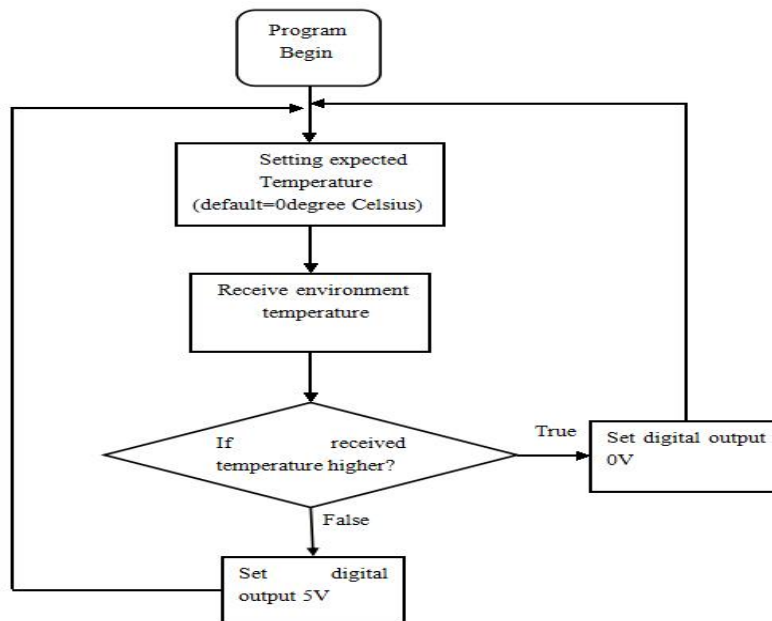 Program
Begin
Setting expected
Temperature
(default=0degree Celsius)
Receive environment
temperature
If received
temperature higher?
True
Set digital output
0V
False
Set digital
output 5V